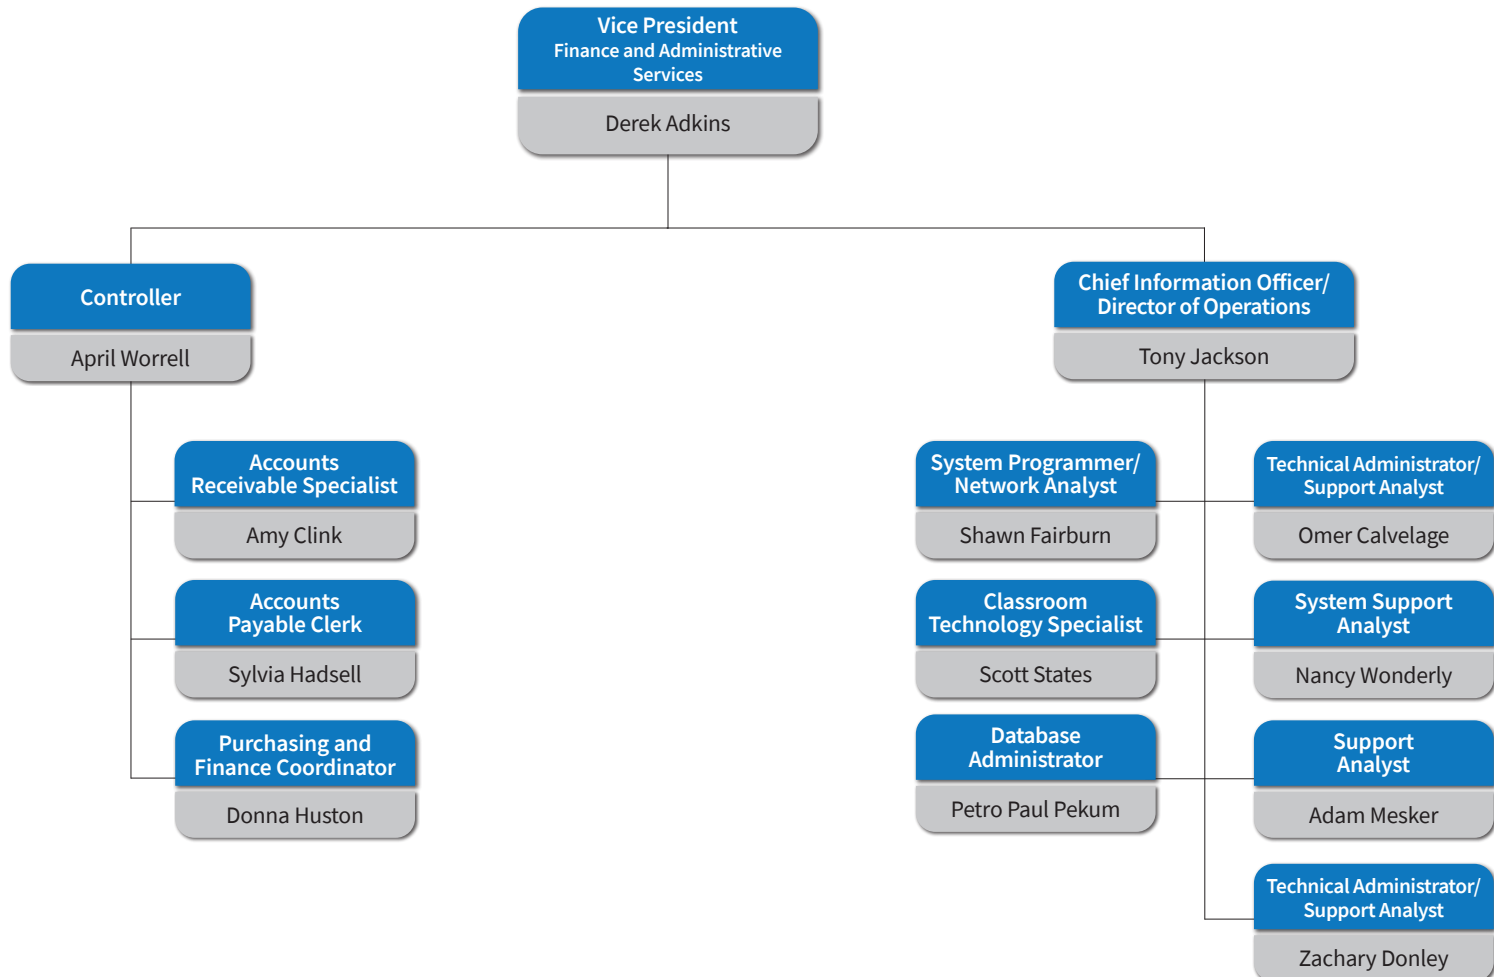 Vice President
Finance and Administrative
Services
Derek Adkins
Controller
April Worrell
Chief Information Officer/
Director of Operations
Tony Jackson
Accounts
Receivable Specialist
Amy Clink
Accounts
Payable Clerk
Sylvia Hadsell
Purchasing and
Finance Coordinator
Donna Huston
System Programmer/
Network Analyst
Shawn Fairburn
Technical Administrator/
Support Analyst
Omer Calvelage
Classroom
Technology Specialist
Scott States
System Support
Analyst
Nancy Wonderly
Database
Administrator
Petro Paul Pekum
Support
Analyst
Adam Mesker
Technical Administrator/
Support Analyst
Zachary Donley